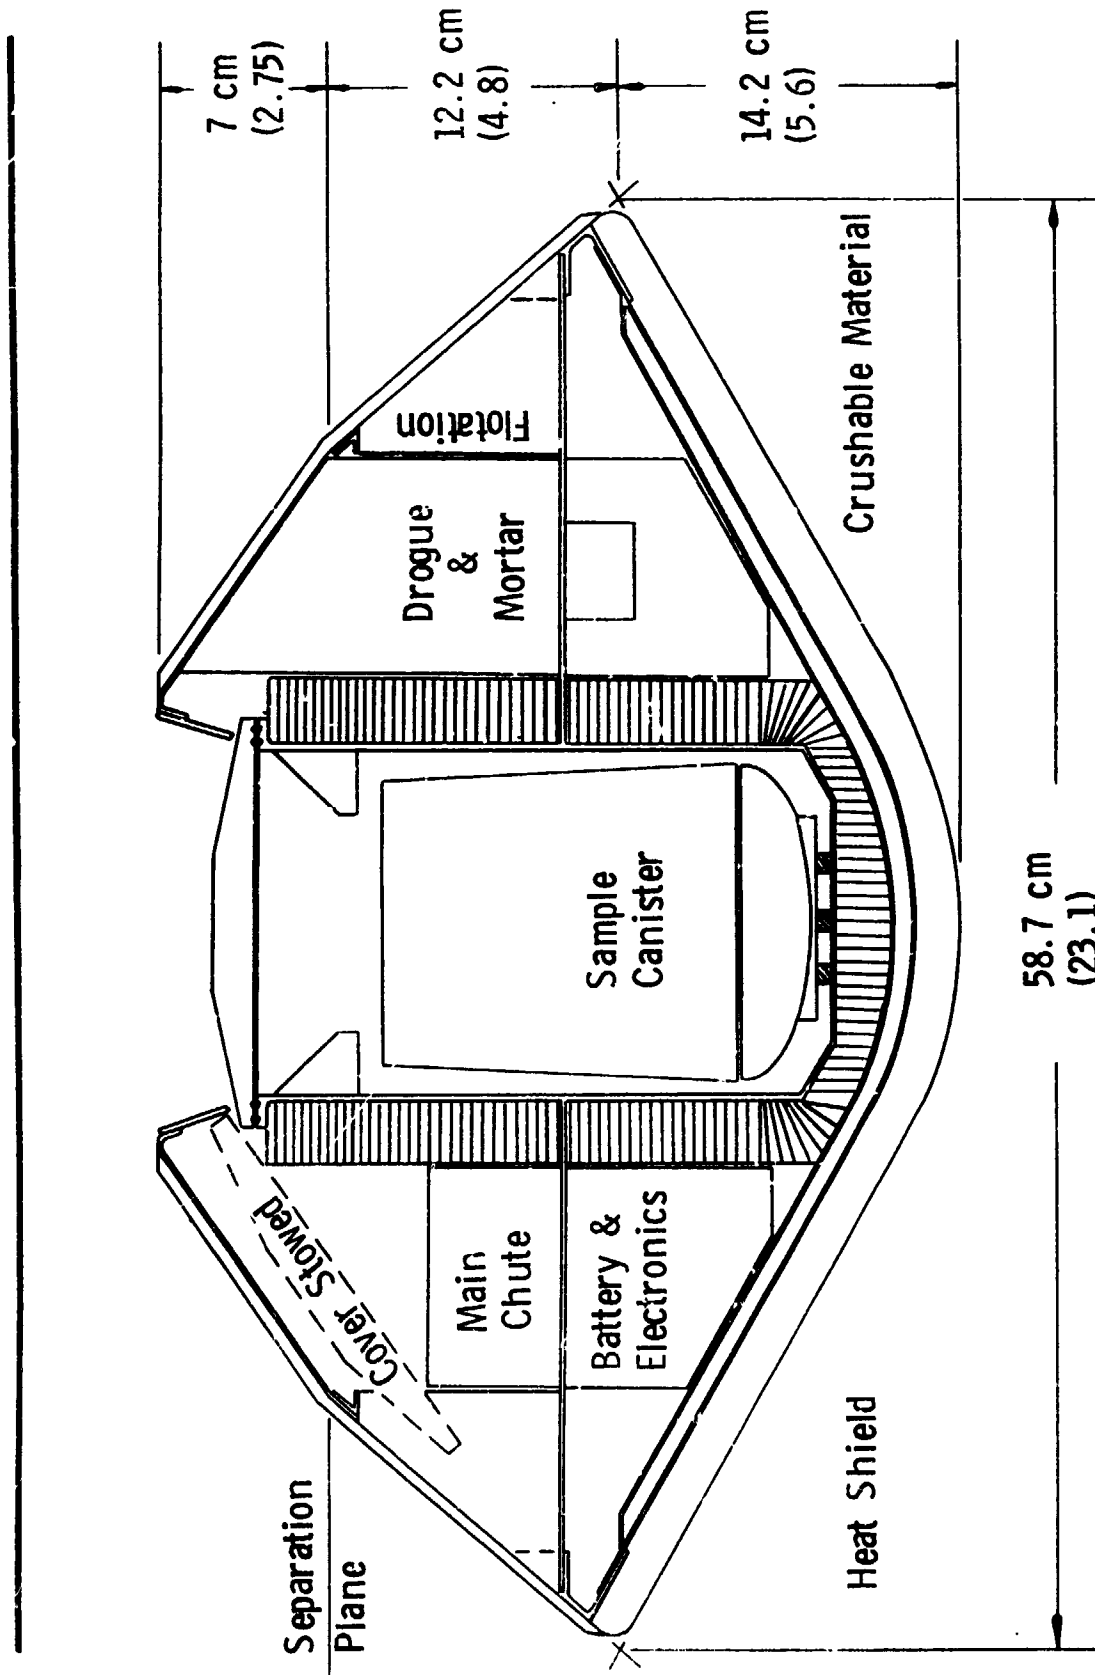 7 cm
(2.75)
12.2 cm
(4.8)
14.2 cm
(5.6)
Separation
Plane
Cover Stowed
Main
Chute
Battery &
Electronics
Sample
Canister
Drogue
&
Mortar
Flotation
Heat Shield
Crushable Material
58.7 cm
(23.1)